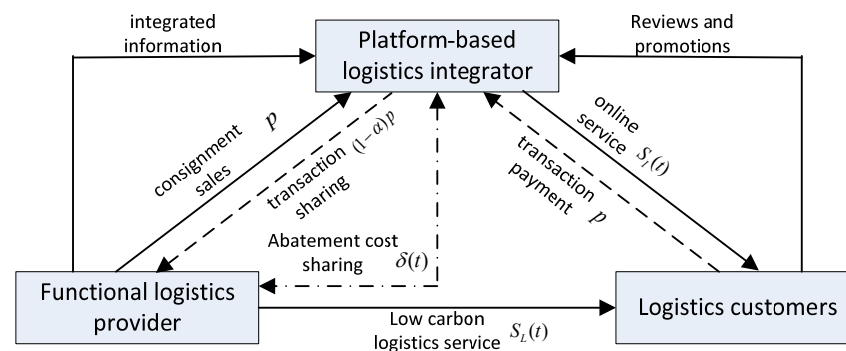 integrated
information
Platform-based
logistics integrator
Reviews and
promotions
consignment p
sales
transaction (1−α)p
sharing
online
service S_I(t)
transaction
payment p
Abatement cost
sharing δ(t)
Functional logistics
provider
Low carbon
logistics service S_L(t)
Logistics customers